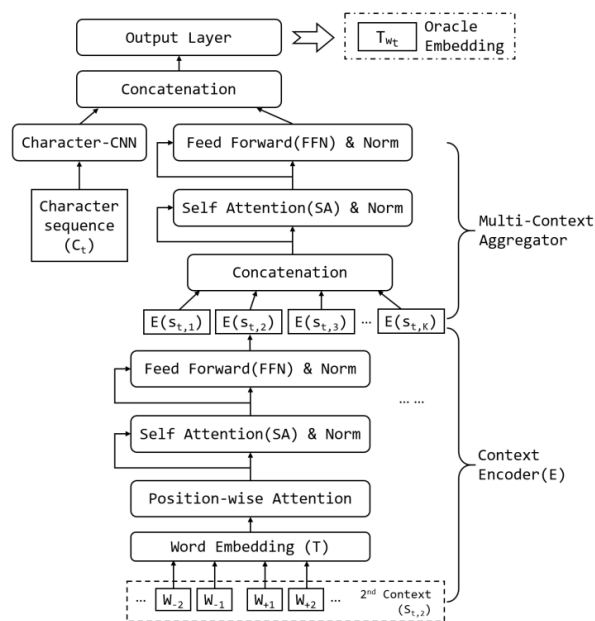 Output Layer
T_{w_t}
Oracle
Embedding
Concatenation
Character-CNN
Feed Forward(FFN) & Norm
Character
sequence
(C_t)
Self Attention(SA) & Norm
Multi-Context
Aggregator
Concatenation
E(s_{t,1}) E(s_{t,2}) E(s_{t,3}) … E(s_{t,K})
Feed Forward(FFN) & Norm
… …
Self Attention(SA) & Norm
Context
Encoder(E)
Position-wise Attention
Word Embedding (T)
… W_{-2} W_{-1} W_{+1} W_{+2} …
2^{nd} Context
(S_{t,2})